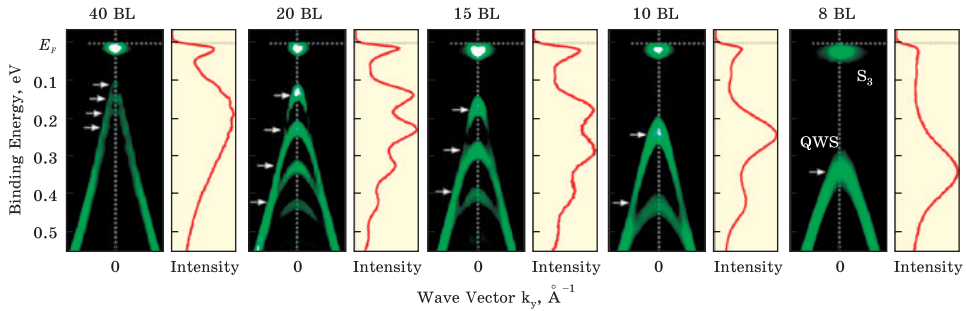 40 BL 20 BL 15 BL 10 BL 8 BL
E_F
0.1
0.2
0.3
0.4
0.5
S_3
QWS
Binding Energy, eV
0 Intensity 0 Intensity 0 Intensity 0 Intensity 0 Intensity
Wave Vector k_y, Å^-1